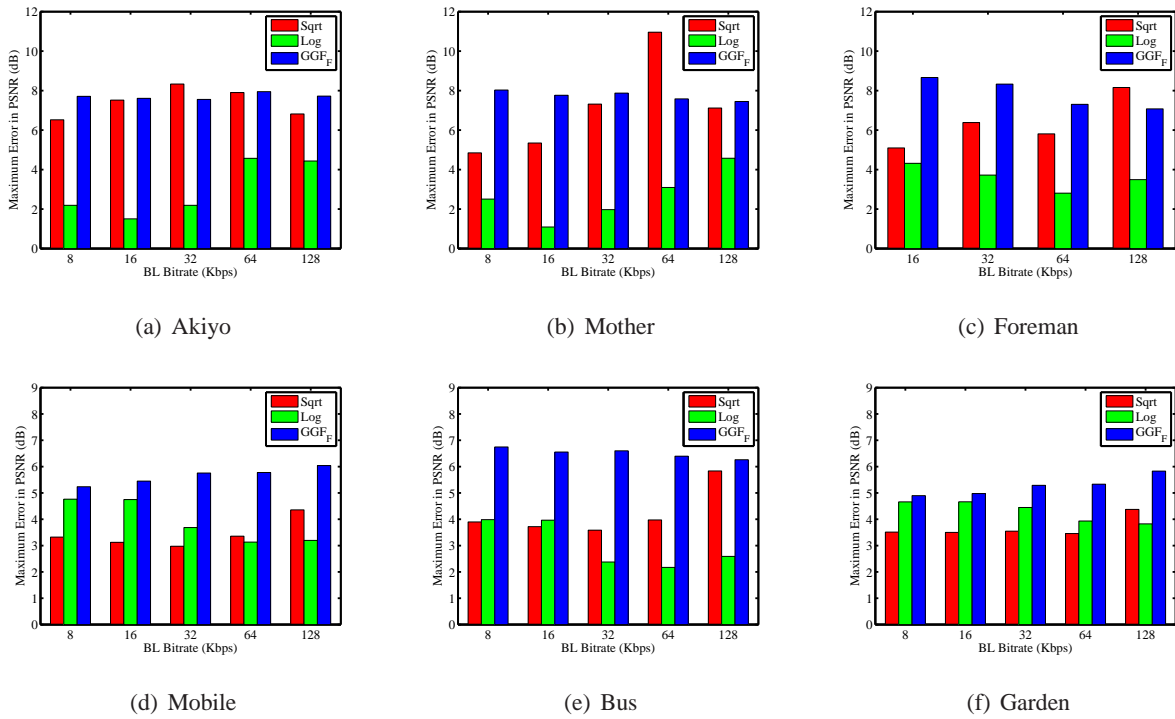 12
10
8
6
4
2
0
Maximum Error in PSNR (dB)
Sqrt
Log
GGF_F
8 16 32 64 128
BL Bitrate (Kbps)
(a) Akiyo
12
10
8
6
4
2
0
Maximum Error in PSNR (dB)
Sqrt
Log
GGF_F
8 16 32 64 128
BL Bitrate (Kbps)
(b) Mother
12
10
8
6
4
2
0
Maximum Error in PSNR (dB)
Sqrt
Log
GGF_F
16 32 64 128
BL Bitrate (Kbps)
(c) Foreman
9
8
7
6
5
4
3
2
1
0
Maximum Error in PSNR (dB)
Sqrt
Log
GGF_F
8 16 32 64 128
BL Bitrate (Kbps)
(d) Mobile
9
8
7
6
5
4
3
2
1
0
Maximum Error in PSNR (dB)
Sqrt
Log
GGF_F
8 16 32 64 128
BL Bitrate (Kbps)
(e) Bus
9
8
7
6
5
4
3
2
1
0
Maximum Error in PSNR (dB)
Sqrt
Log
GGF_F
8 16 32 64 128
BL Bitrate (Kbps)
(f) Garden